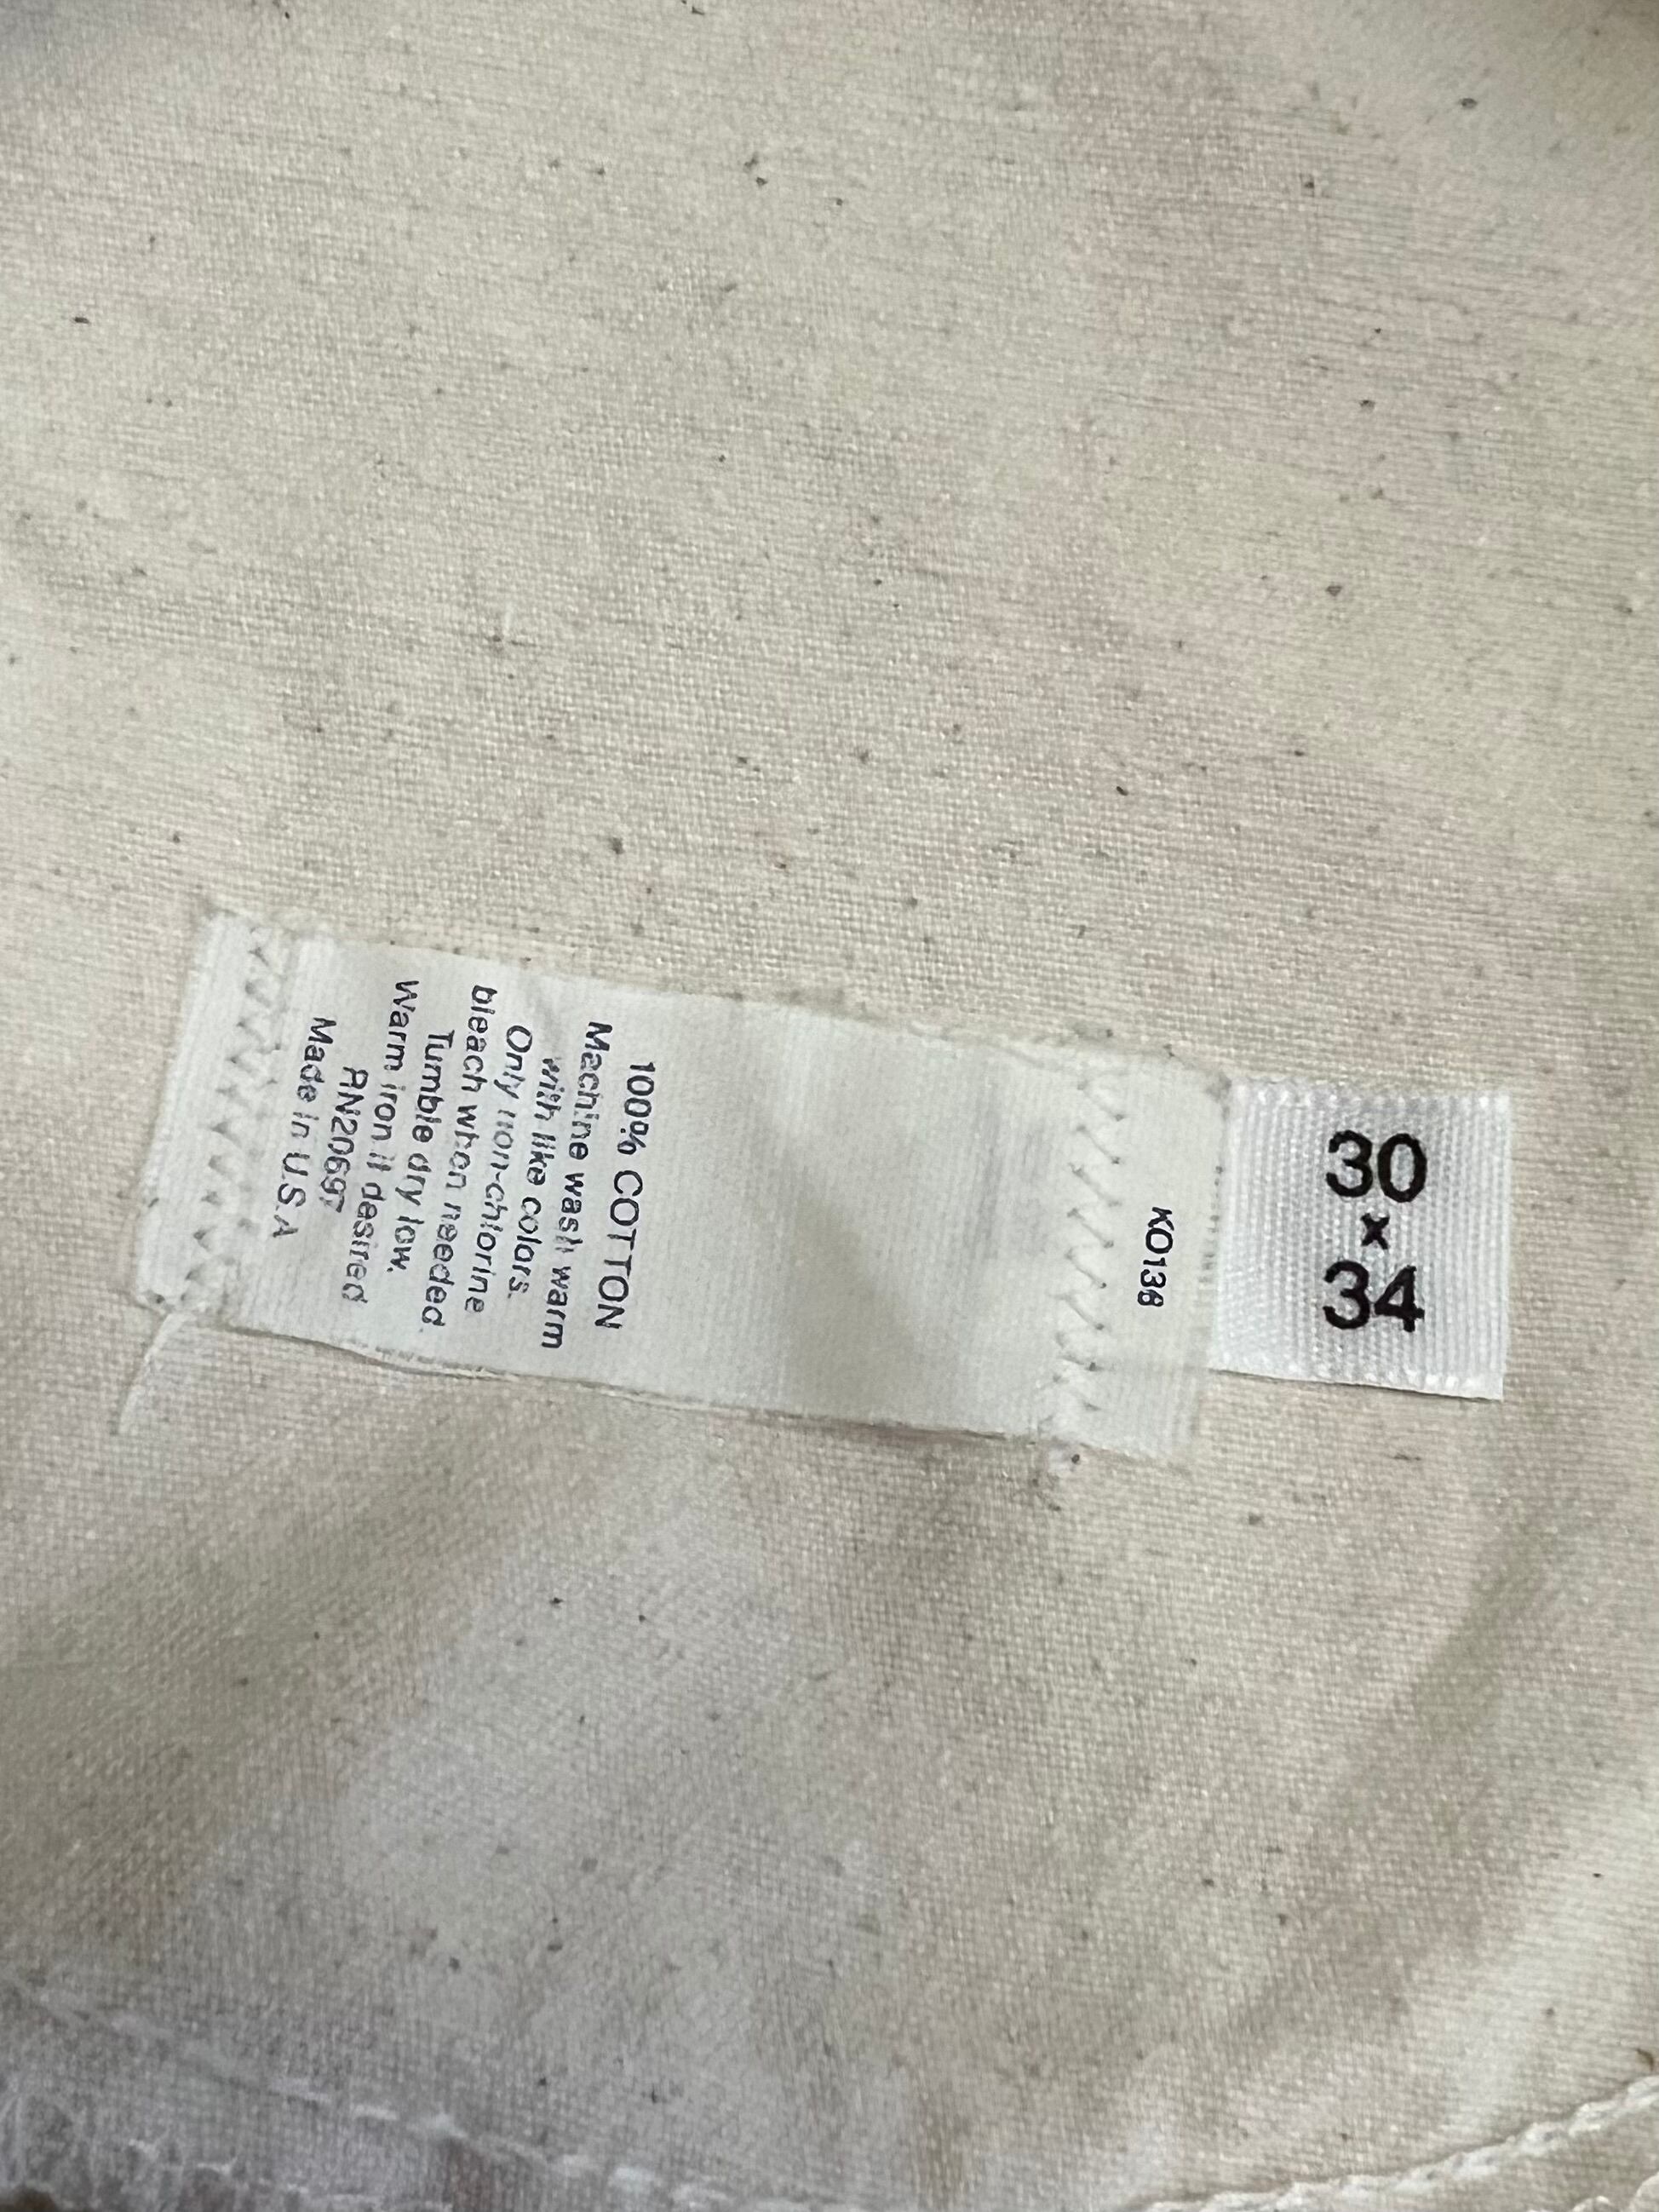 30
x
34
KO138
100% COTTON
Machine wash warm
with like colors.
Only non-chlorine
bleach when needed.
Tumble dry low.
Warm iron if desired
RN20697
Made in U.S.A